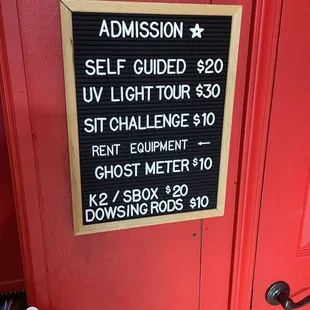 ADMISSION ★
SELF GUIDED $20
UV LIGHT TOUR $30
SIT CHALLENGE $10
RENT EQUIPMENT ←
GHOST METER $10
K2 / SBOX $20
DOWSING RODS $10